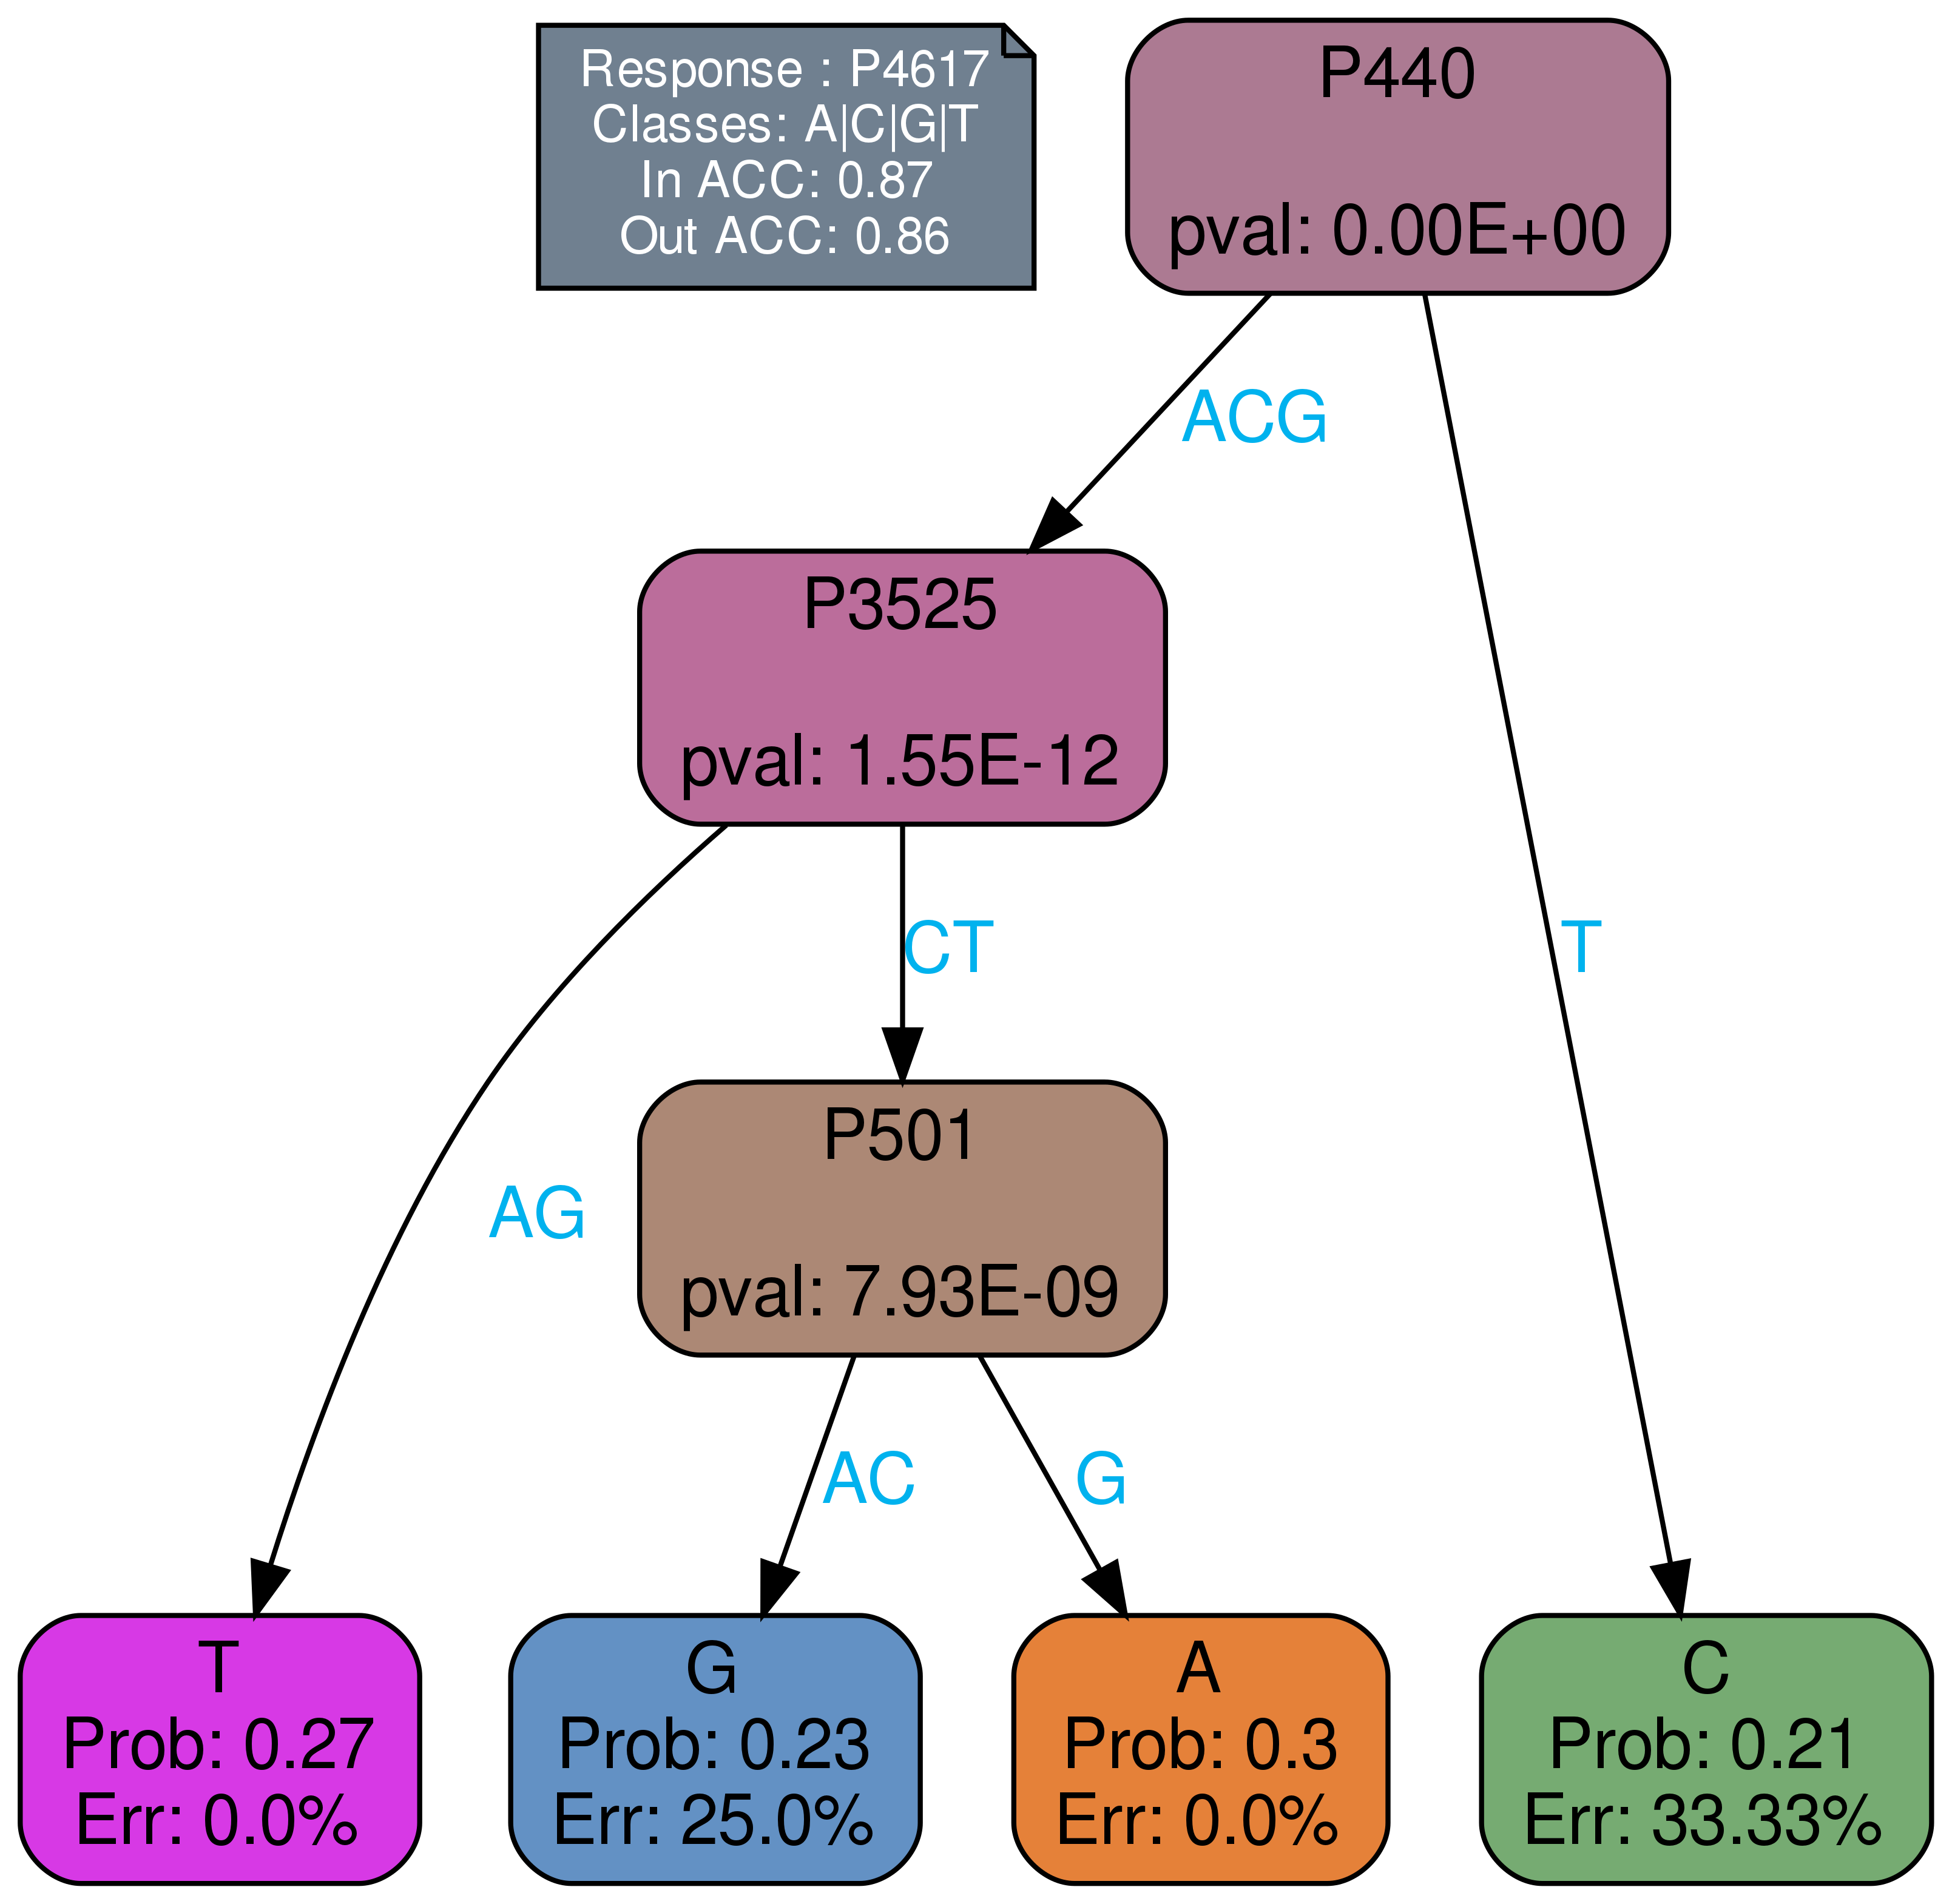 Response : P4617
Classes: A|C|G|T
In ACC: 0.87
Out ACC: 0.86
P440
pval: 0.00E+00
ACG
P3525
pval: 1.55E-12
CT
T
AG
P501
pval: 7.93E-09
AC
G
T
Prob: 0.27
Err: 0.0%
G
Prob: 0.23
Err: 25.0%
A
Prob: 0.3
Err: 0.0%
C
Prob: 0.21
Err: 33.33%